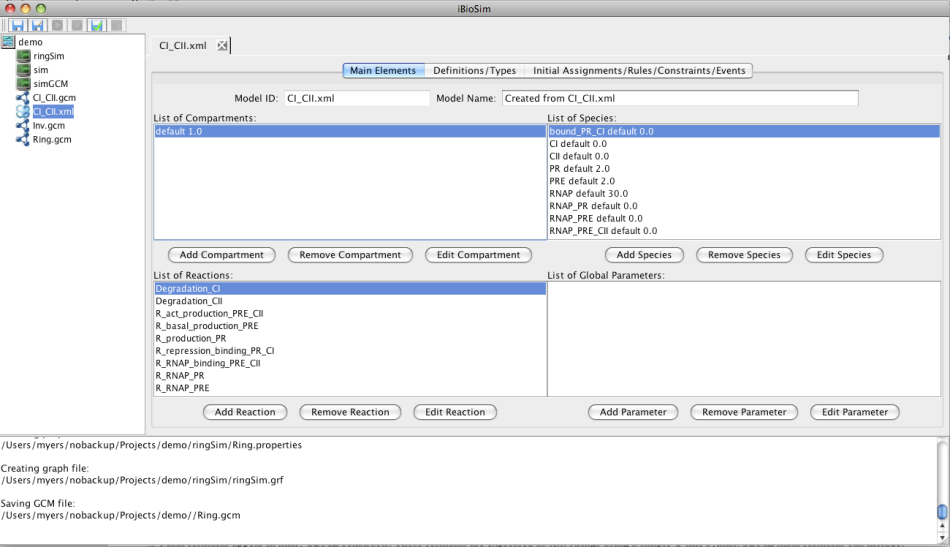 iBioSim
demo
ringSim
sim
simGCM
CI_CII.gcm
CI_CII.xml
Inv.gcm
Ring.gcm
CI_CII.xml
Main Elements Definitions/Types Initial Assignments/Rules/Constraints/Events
Model ID: CI_CII.xml Model Name: Created from CI_CII.xml
List of Compartments:
default 1.0
List of Species:
bound_PR_CI default 0.0
CI default 0.0
CII default 0.0
PR default 2.0
PRE default 2.0
RNAP default 30.0
RNAP_PR default 0.0
RNAP_PRE default 0.0
RNAP_PRE_CII default 0.0
Add Compartment Remove Compartment Edit Compartment
Add Species Remove Species Edit Species
List of Reactions:
Degradation_CI
Degradation_CII
R_act_production_PRE_CII
R_basal_production_PRE
R_production_PR
R_repression_binding_PR_CI
R_RNAP_binding_PRE_CII
R_RNAP_PR
R_RNAP_PRE
List of Global Parameters:
Add Reaction Remove Reaction Edit Reaction
Add Parameter Remove Parameter Edit Parameter
/Users/myers/nobackup/Projects/demo/ringSim/Ring.properties
Creating graph file:
/Users/myers/nobackup/Projects/demo/ringSim/ringSim.grf
Saving GCM file:
/Users/myers/nobackup/Projects/demo//Ring.gcm